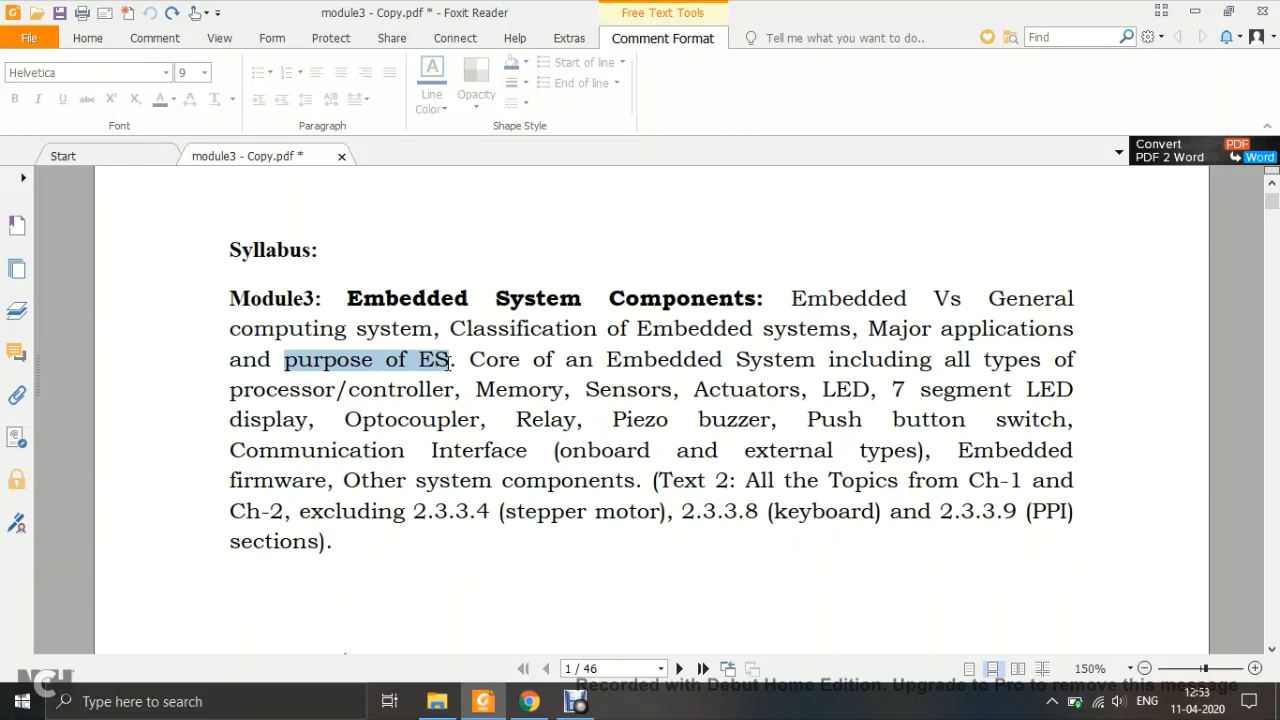 module3 - Copy.pdf * - Foxit Reader
Free Text Tools
File Home Comment View Form Protect Share Connect Help Extras Comment Format Tell me what you want to do.. Find
Helvetica 9
B I U abc X² X₂ A A T
Line Color
Opacity
Start of line
End of line
Font Paragraph Shape Style
Start
module3 - Copy.pdf *
Convert PDF
PDF 2 Word Word
Syllabus:
Module3: Embedded System Components: Embedded Vs General
computing system, Classification of Embedded systems, Major applications
and purpose of ES. Core of an Embedded System including all types of
processor/controller, Memory, Sensors, Actuators, LED, 7 segment LED
display, Optocoupler, Relay, Piezo buzzer, Push button switch,
Communication Interface (onboard and external types), Embedded
firmware, Other system components. (Text 2: All the Topics from Ch-1 and
Ch-2, excluding 2.3.3.4 (stepper motor), 2.3.3.8 (keyboard) and 2.3.3.9 (PPI)
sections).
1 / 46
150%
NCH
Recorded with Debut Home Edition. Upgrade to Pro to remove this message
Type here to search
ENG
12:53
11-04-2020